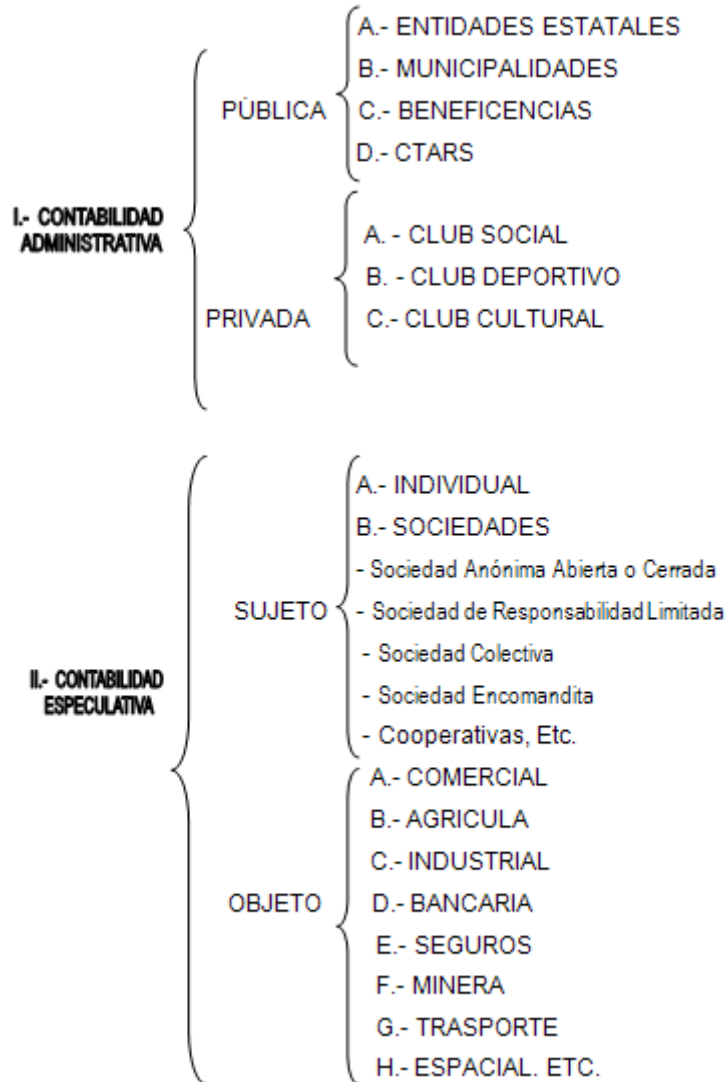 I.- CONTABILIDAD
ADMINISTRATIVA
PÚBLICA
A.- ENTIDADES ESTATALES
B.- MUNICIPALIDADES
C.- BENEFICENCIAS
D.- CTARS
PRIVADA
A. - CLUB SOCIAL
B. - CLUB DEPORTIVO
C.- CLUB CULTURAL
II.- CONTABILIDAD
ESPECULATIVA
SUJETO
A.- INDIVIDUAL
B.- SOCIEDADES
- Sociedad Anónima Abierta o Cerrada
- Sociedad de Responsabilidad Limitada
- Sociedad Colectiva
- Sociedad Encomandita
- Cooperativas, Etc.
OBJETO
A.- COMERCIAL
B.- AGRICULA
C.- INDUSTRIAL
D.- BANCARIA
E.- SEGUROS
F.- MINERA
G.- TRASPORTE
H.- ESPACIAL. ETC.